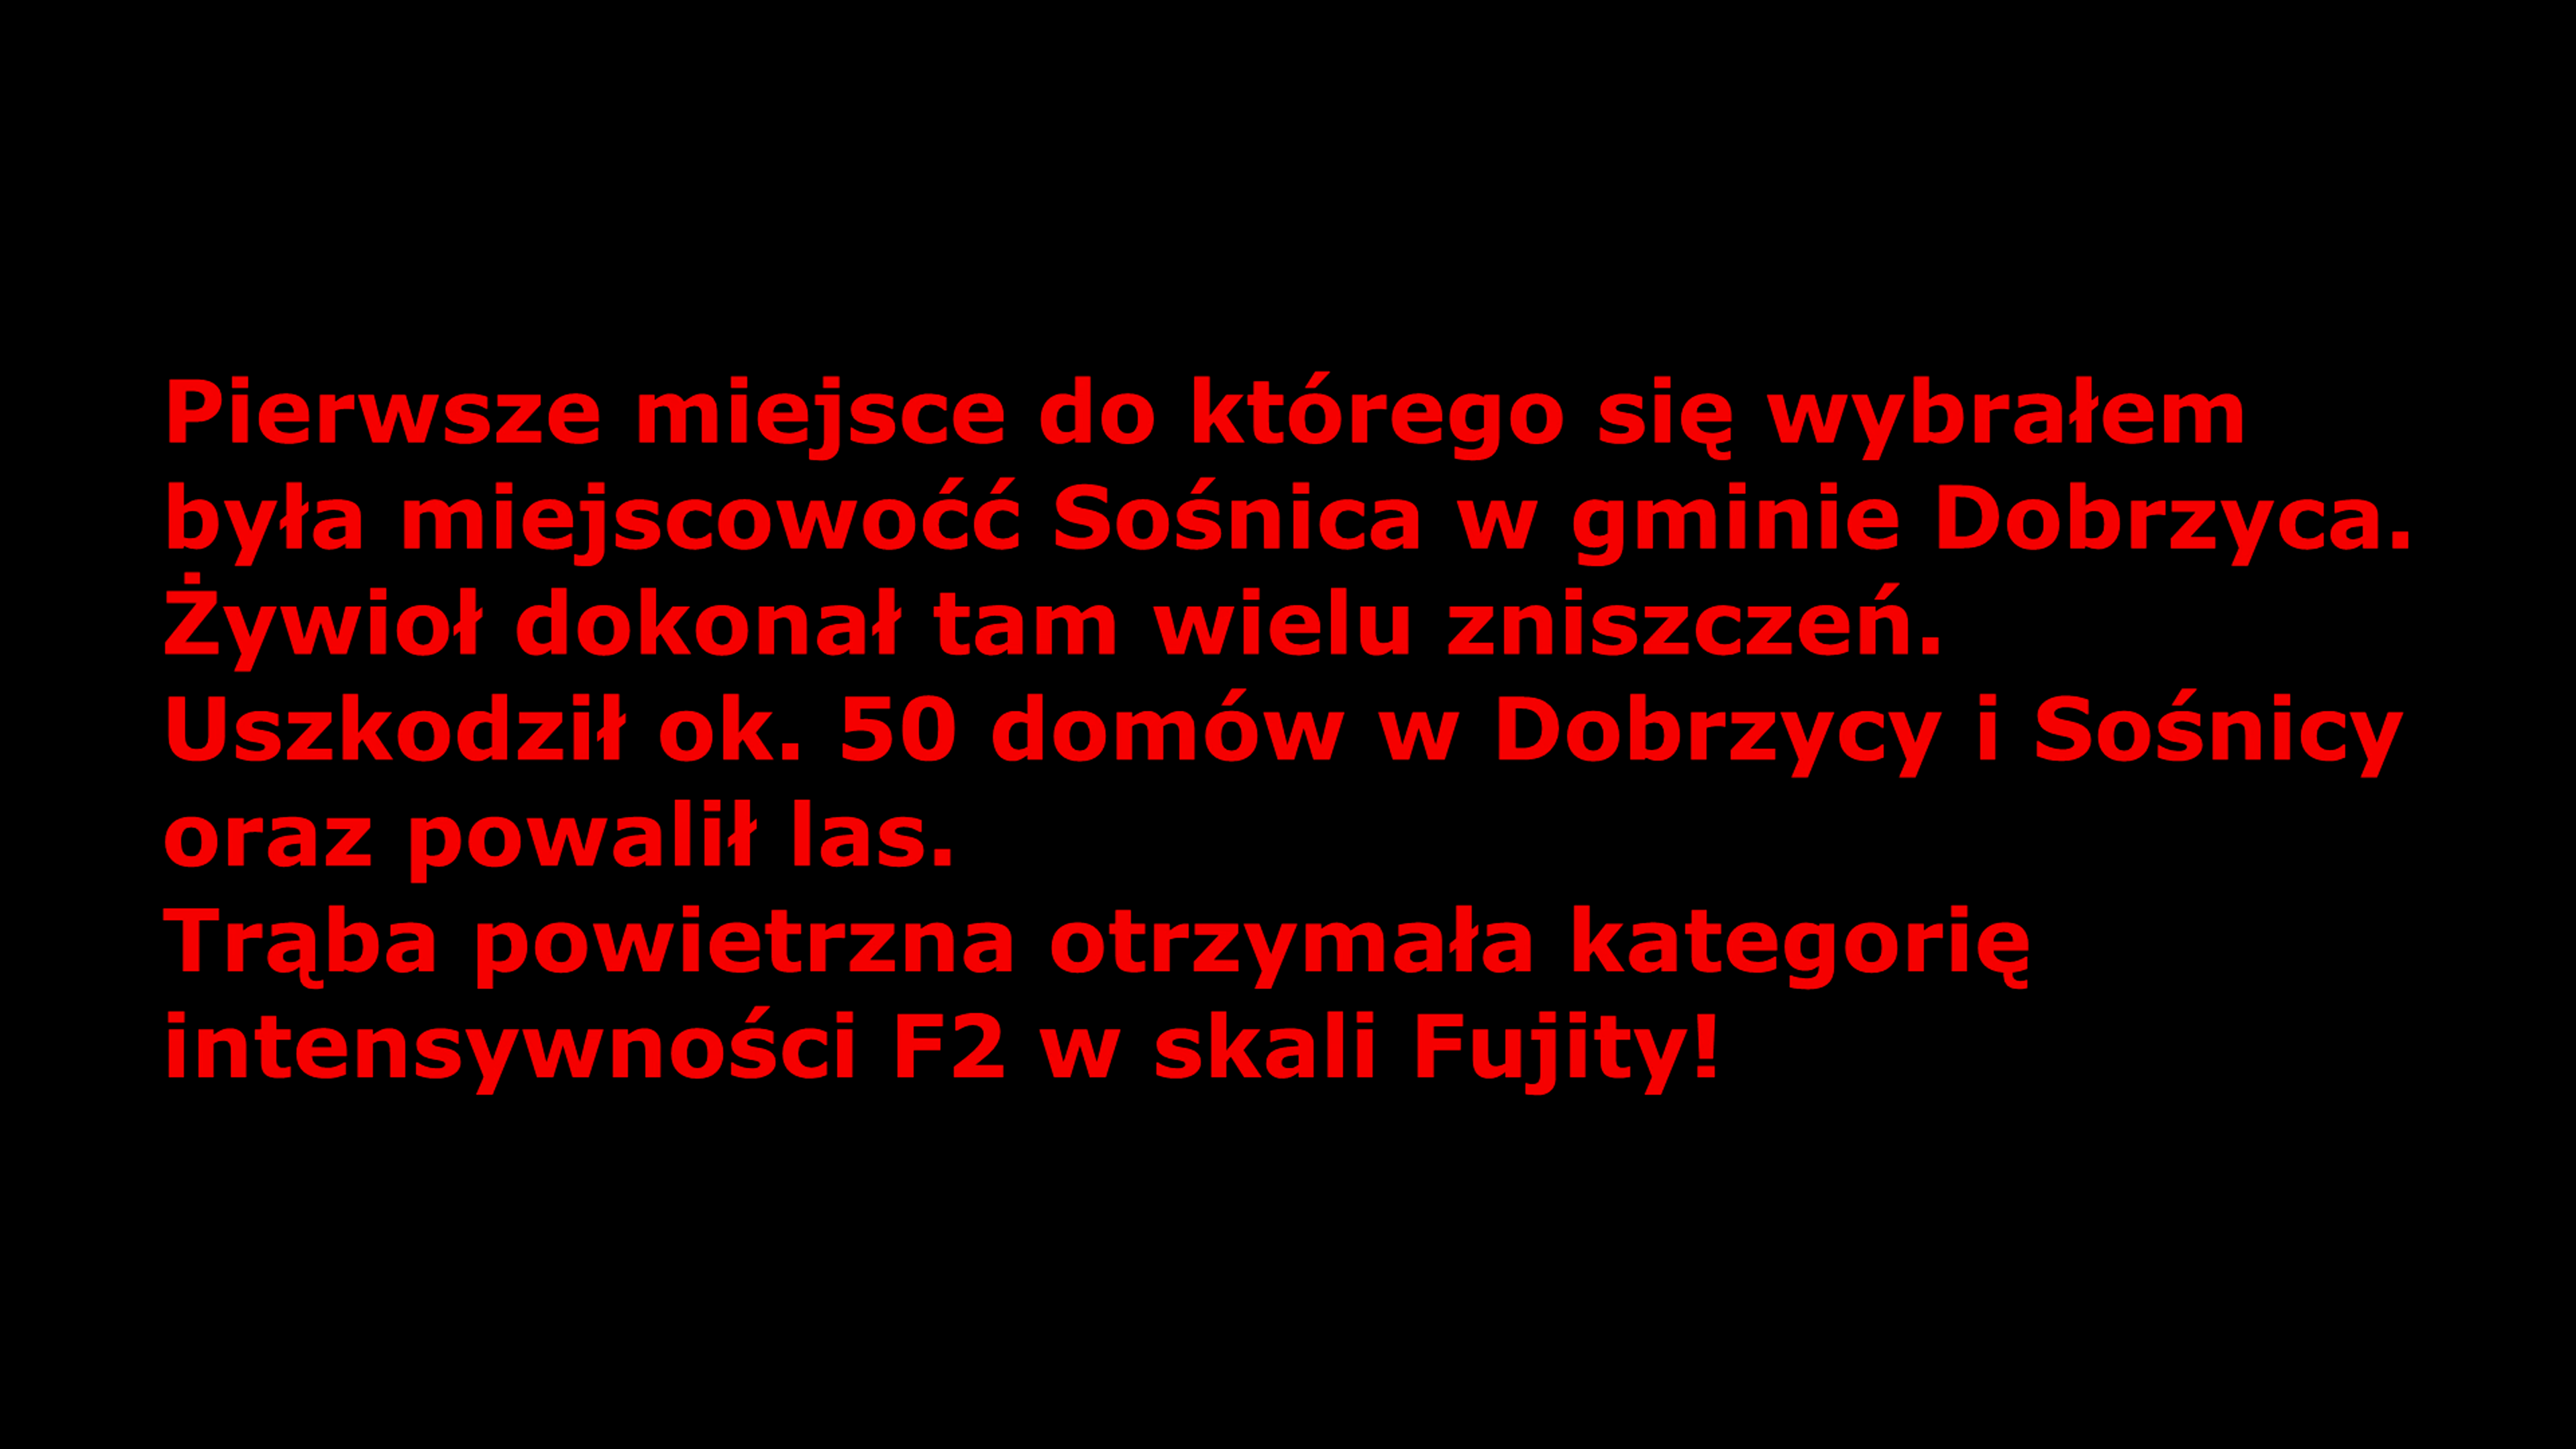 Pierwsze miejsce do którego się wybrałem
była miejscowoćć Sośnica w gminie Dobrzyca.
Żywioł dokonał tam wielu zniszczeń.
Uszkodził ok. 50 domów w Dobrzycy i Sośnicy
oraz powalił las.
Trąba powietrzna otrzymała kategorię
intensywności F2 w skali Fujity!